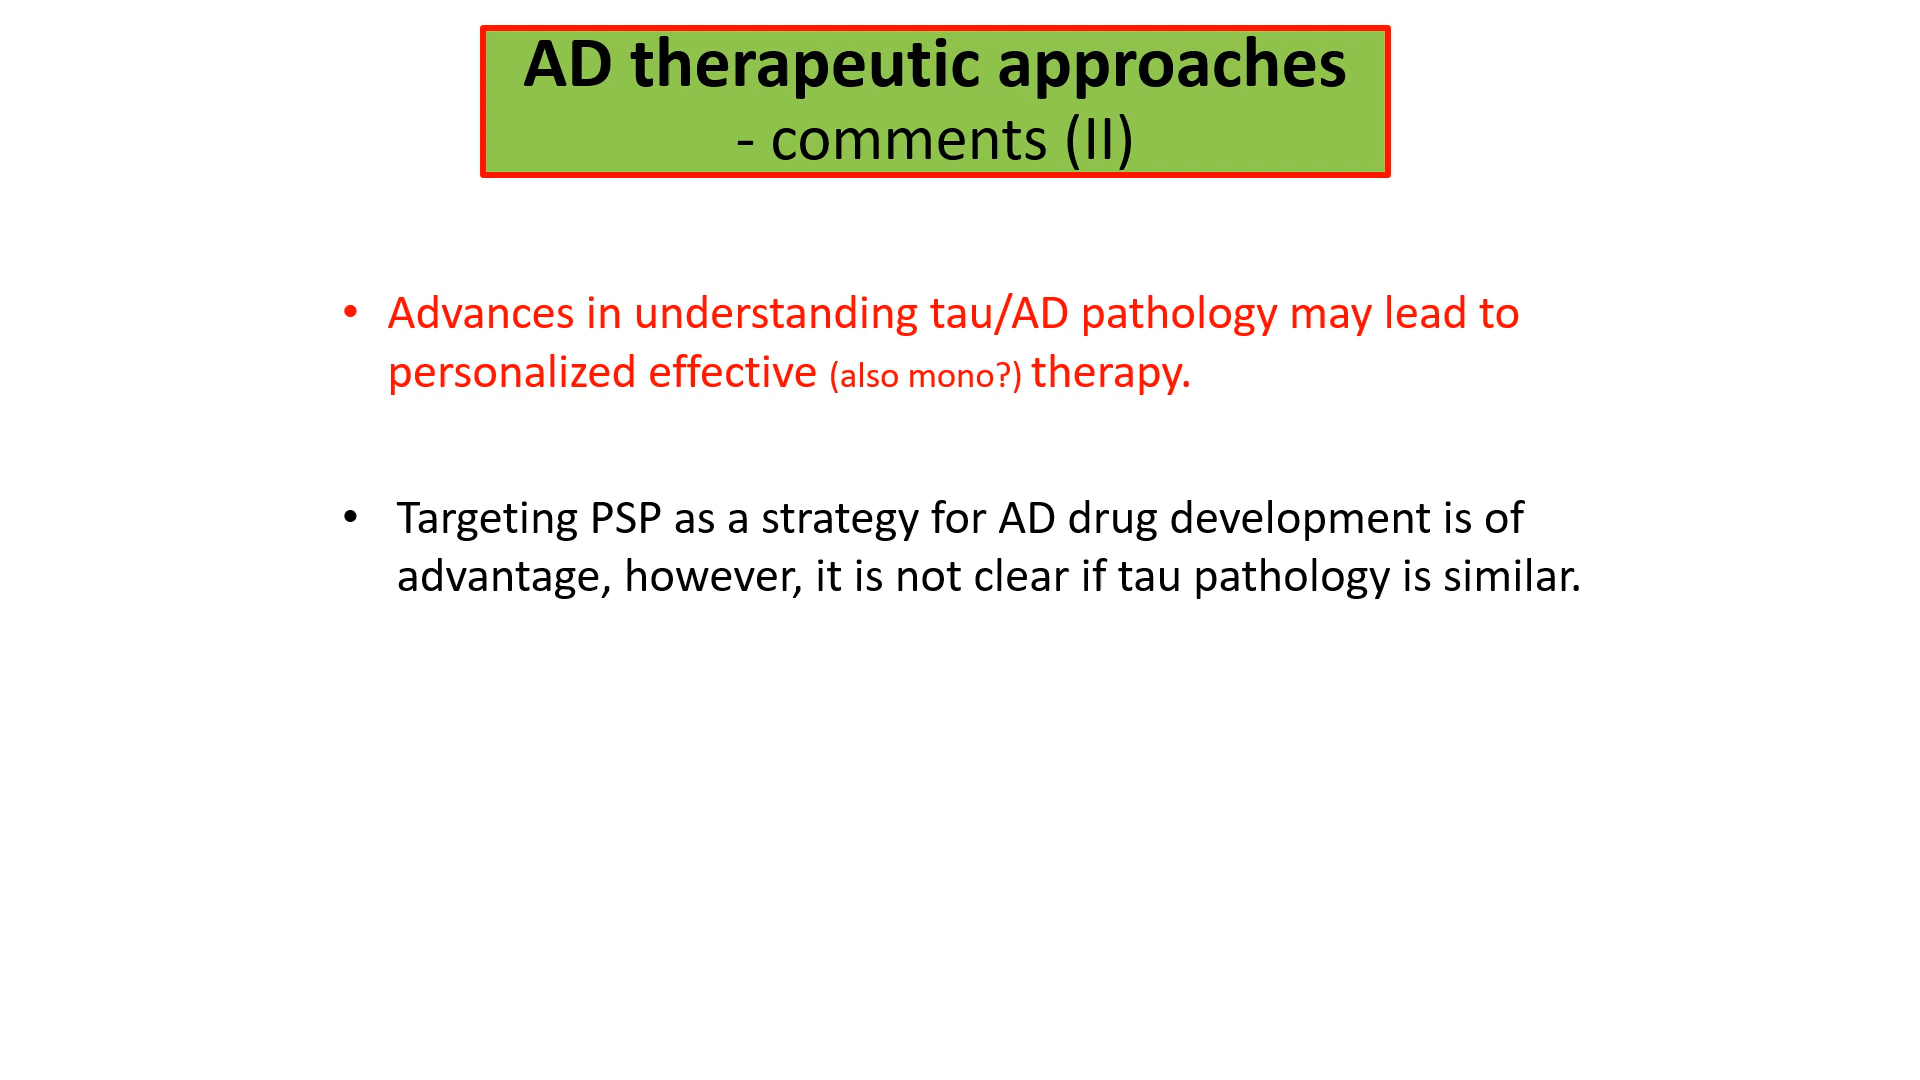 AD therapeutic approaches
- comments (II)
• Advances in understanding tau/AD pathology may lead to
personalized effective (also mono?) therapy.
• Targeting PSP as a strategy for AD drug development is of
advantage, however, it is not clear if tau pathology is similar.